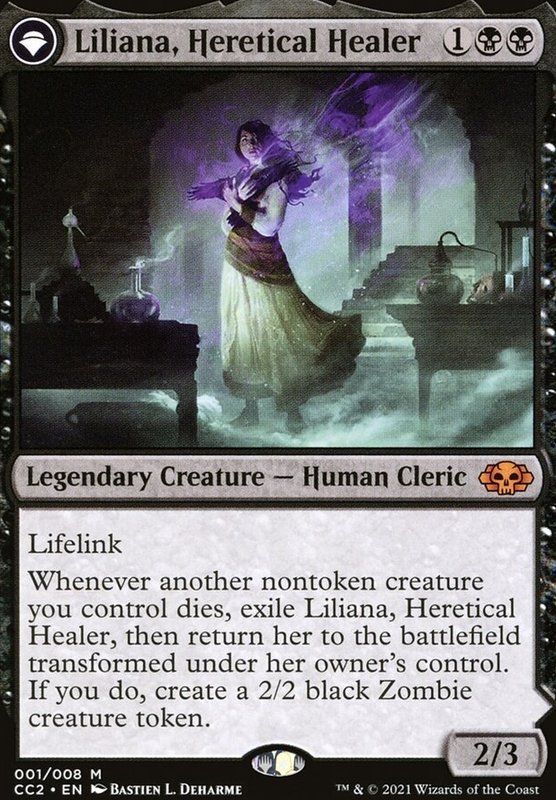 Liliana, Heretical Healer 1
Legendary Creature — Human Cleric
Lifelink
Whenever another nontoken creature
you control dies, exile Liliana, Heretical
Healer, then return her to the battlefield
transformed under her owner's control.
If you do, create a 2/2 black Zombie
creature token.
2/3
001/008 M
CC2 • EN Bastien L. Deharme
™ & © 2021 Wizards of the Coast